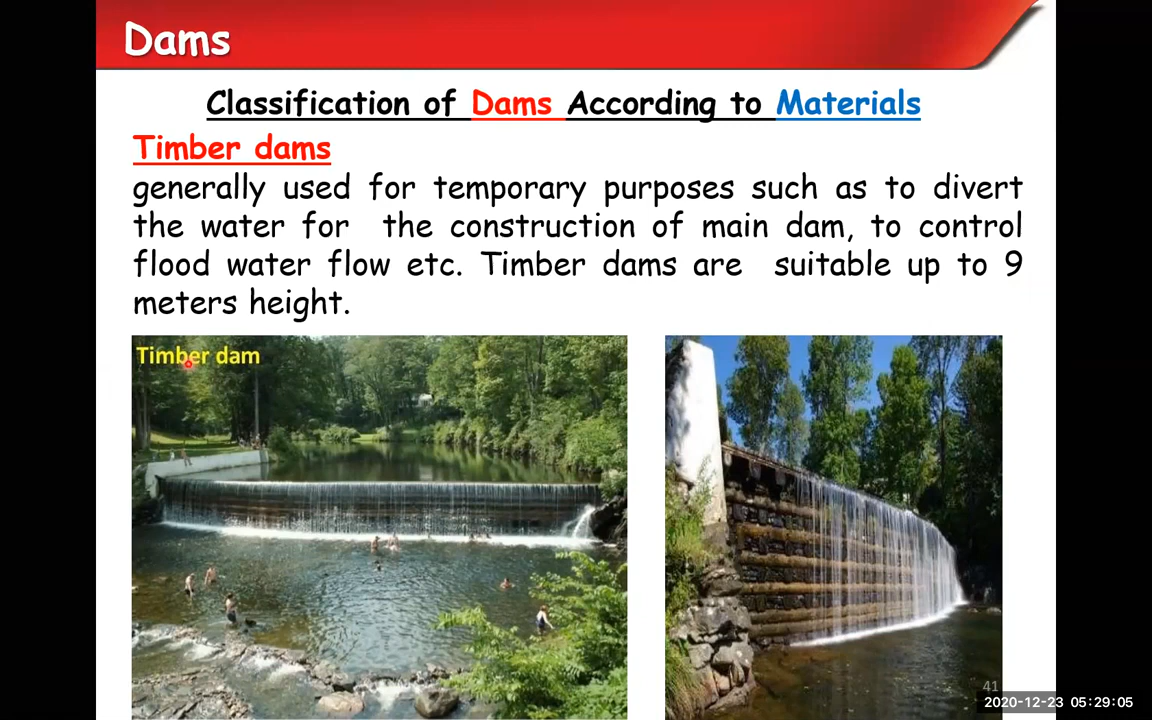 Dams
Classification of Dams According to Materials
Timber dams
generally used for temporary purposes such as to divert
the water for the construction of main dam, to control
flood water flow etc. Timber dams are suitable up to 9
meters height.
Timber dam
41
2020-12-23 05:29:05